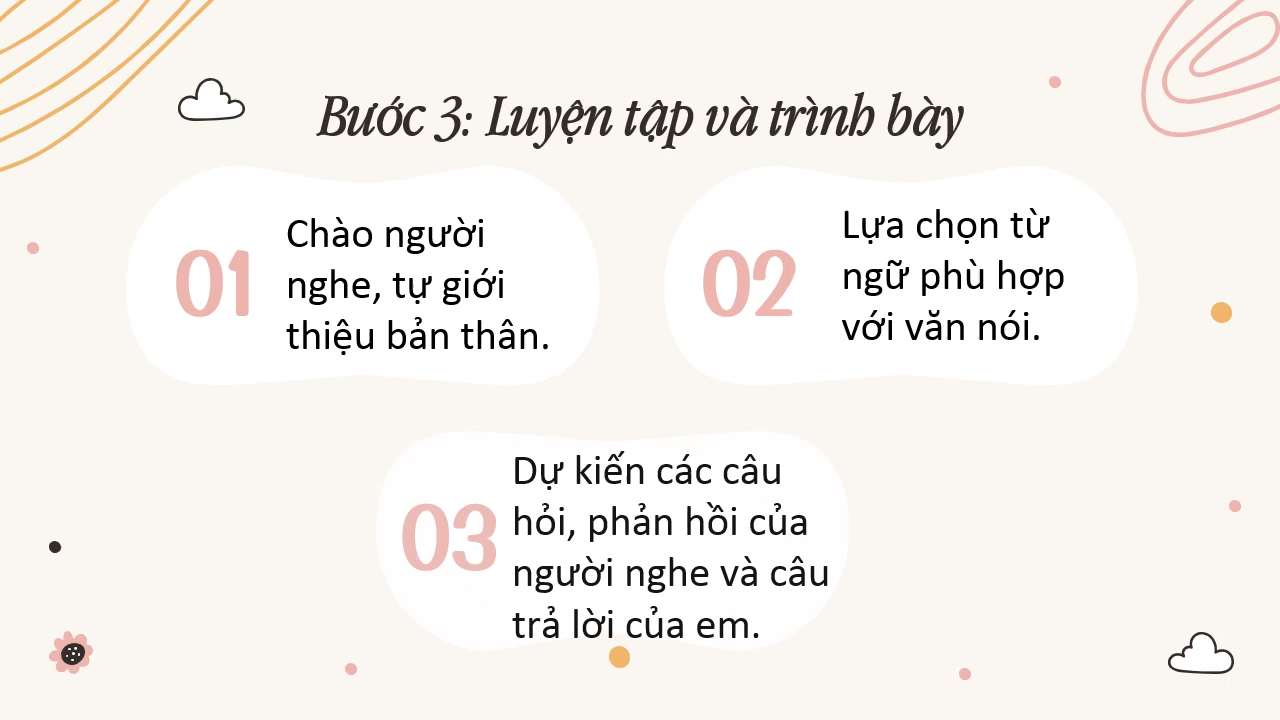 Bước 3: Luyện tập và trình bày
01
Chào người
nghe, tự giới
thiệu bản thân.
02
Lựa chọn từ
ngữ phù hợp
với văn nói.
03
Dự kiến các câu
hỏi, phản hồi của
người nghe và câu
trả lời của em.